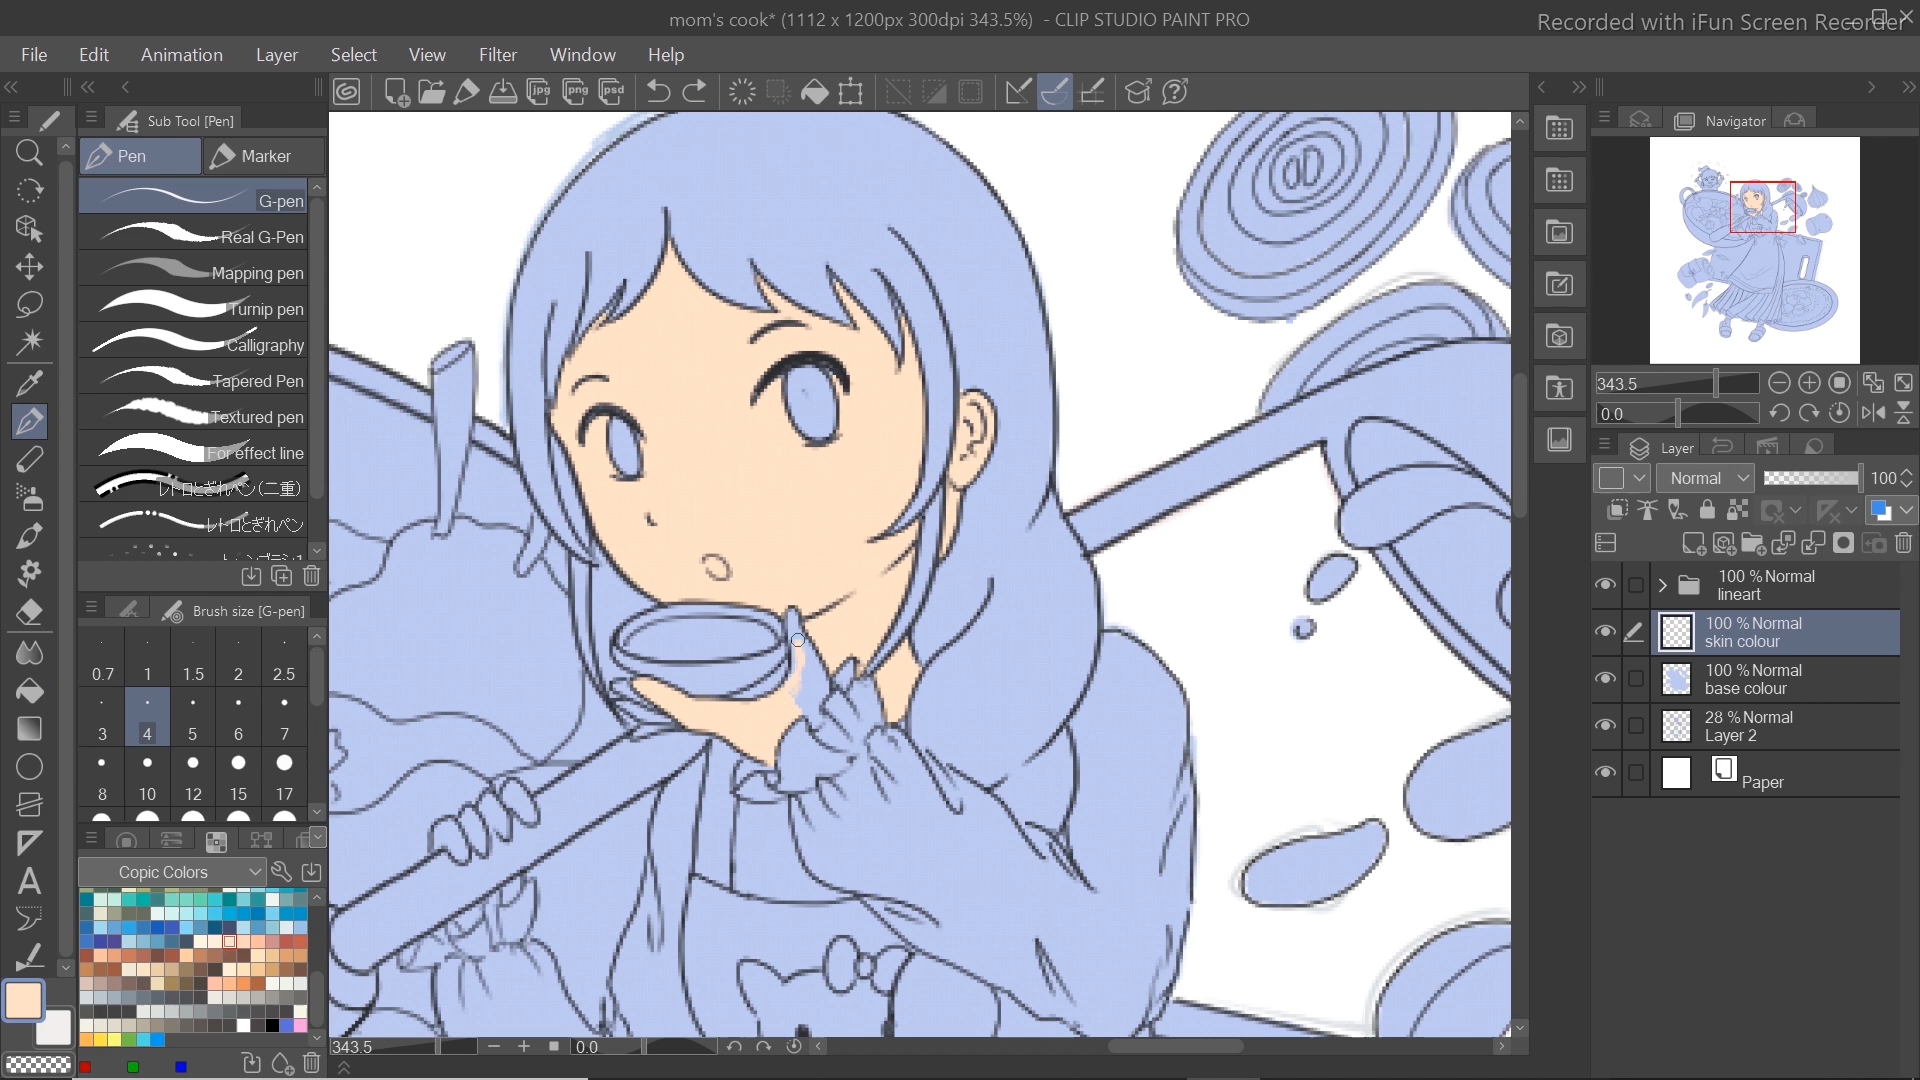 mom's cook* (1112 x 1200px 300dpi 343.5%) - CLIP STUDIO PAINT PRO
Recorded with iFun Screen Recorder
File Edit Animation Layer Select View Filter Window Help
jpg png psd
Sub Tool [Pen]
Navigator
Pen Marker
G-pen
Real G-Pen
Mapping pen
Turnip pen
Calligraphy
Tapered Pen
Textured pen
For effect line
レトロとぎれペン(二重)
レトロとぎれペン
Brush size [G-pen]
0.7 1 1.5 2 2.5
3 4 5 6 7
8 10 12 15 17
Copic Colors
343.5 0.0
343.5
0.0
Layer
Normal 100
100 % Normal
lineart
100 % Normal
skin colour
100 % Normal
base colour
28 % Normal
Layer 2
Paper